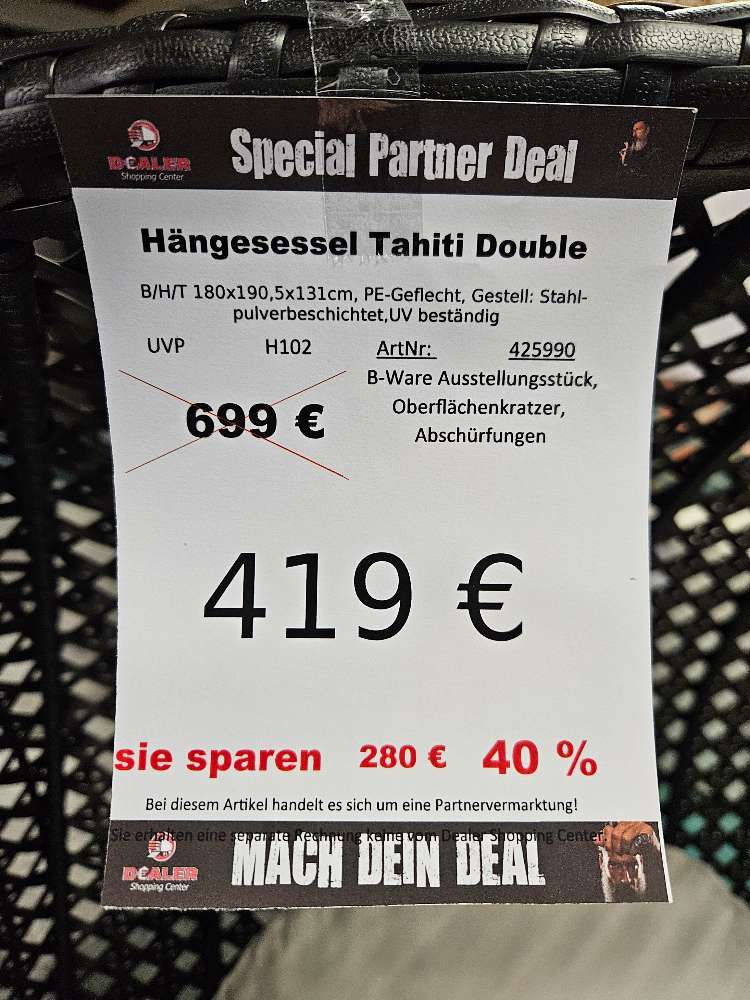 DEALER
Shopping Center
Special Partner Deal
Hängesessel Tahiti Double
B/H/T 180x190,5x131cm, PE-Geflecht, Gestell: Stahl-
pulverbeschichtet,UV beständig
UVP H102 ArtNr: 425990
B-Ware Ausstellungsstück,
699 € Oberflächenkratzer,
Abschürfungen
419 €
sie sparen 280 € 40 %
Bei diesem Artikel handelt es sich um eine Partnervermarktung!
Sie erhalten eine separate Rechnung keine vom Dealer Shopping Center.
DEALER
Shopping Center
MACH DEIN DEAL